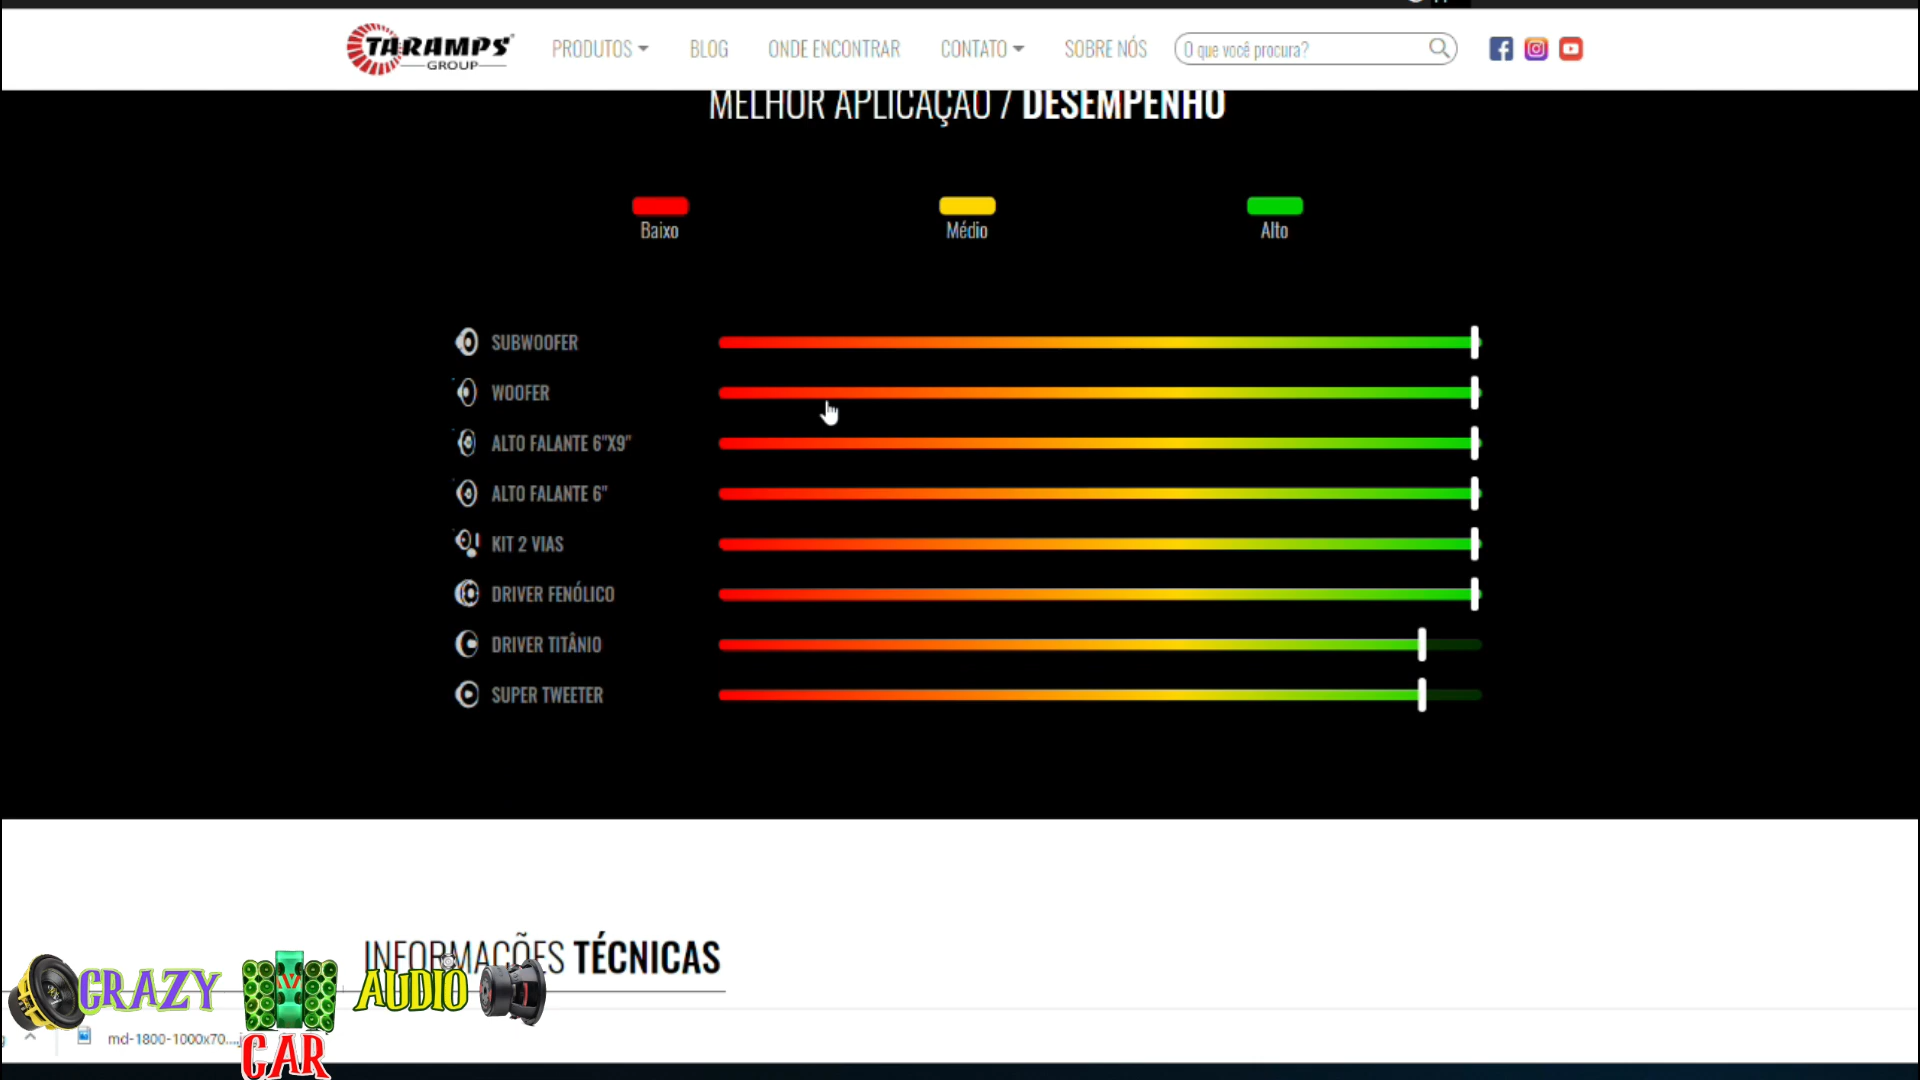 TARAMPS
GROUP
PRODUTOS
BLOG
ONDE ENCONTRAR
CONTATO
SOBRE NÓS
O que você procura?
MELHOR APLICAÇÃO / DESEMPENHO
Baixo
Médio
Alto
SUBWOOFER
WOOFER
ALTO FALANTE 6"X9"
ALTO FALANTE 6"
KIT 2 VIAS
DRIVER FENÓLICO
DRIVER TITÂNIO
SUPER TWEETER
INFORMAÇÕES TÉCNICAS
CRAZY
AUDIO
CAR
md-1800-1000x70....j